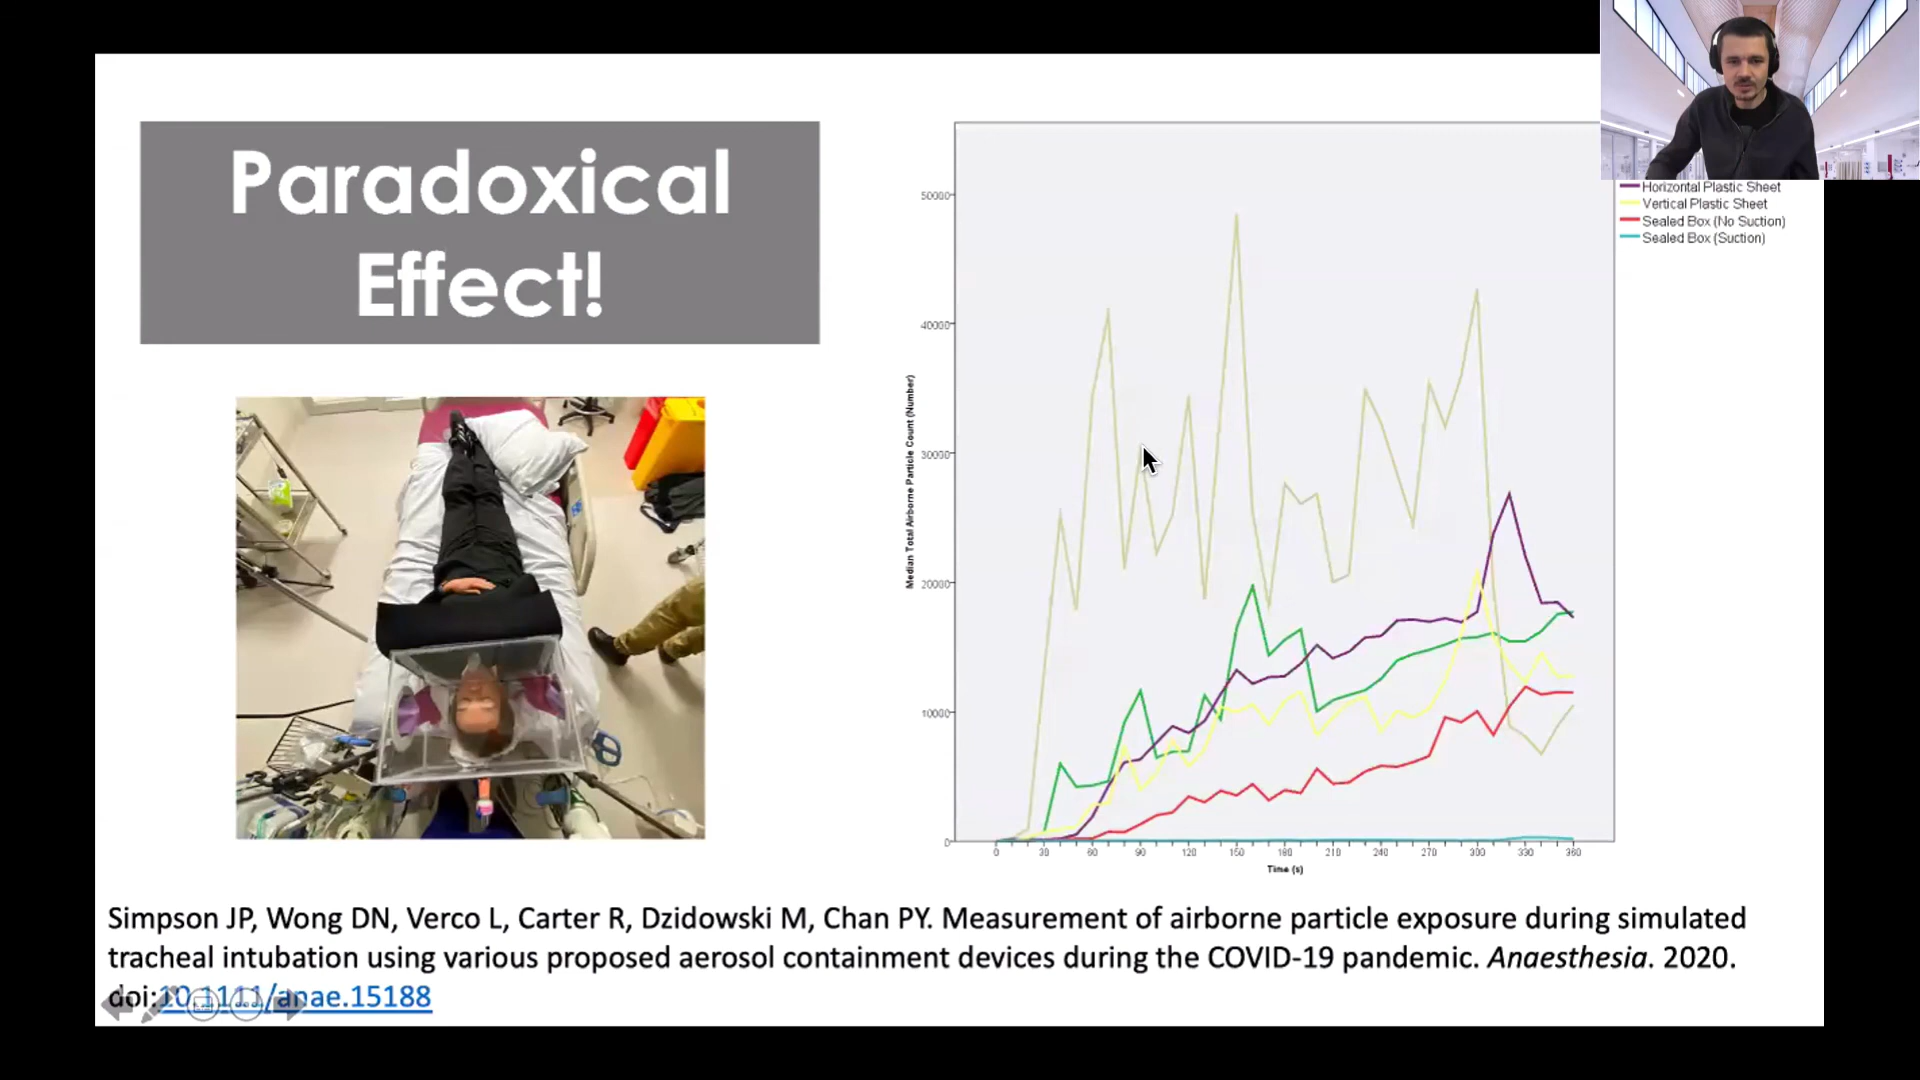 Paradoxical
Effect!
Horizontal Plastic Sheet
Vertical Plastic Sheet
Sealed Box (No Suction)
Sealed Box (Suction)
50000
40000
30000
20000
10000
0
Median Total Airborne Particle Count (Number)
0 30 60 90 120 150 180 210 240 270 300 330 360
Time (s)
Simpson JP, Wong DN, Verco L, Carter R, Dzidowski M, Chan PY. Measurement of airborne particle exposure during simulated
tracheal intubation using various proposed aerosol containment devices during the COVID-19 pandemic. Anaesthesia. 2020.
doi:10.1111/anae.15188